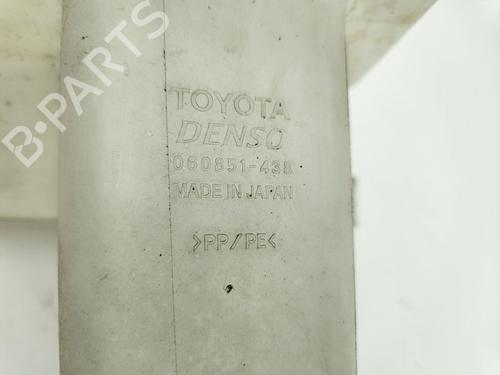 B-PARTS
TOYOTA
DENSO
060851-438
MADE IN JAPAN
>PP/PE<